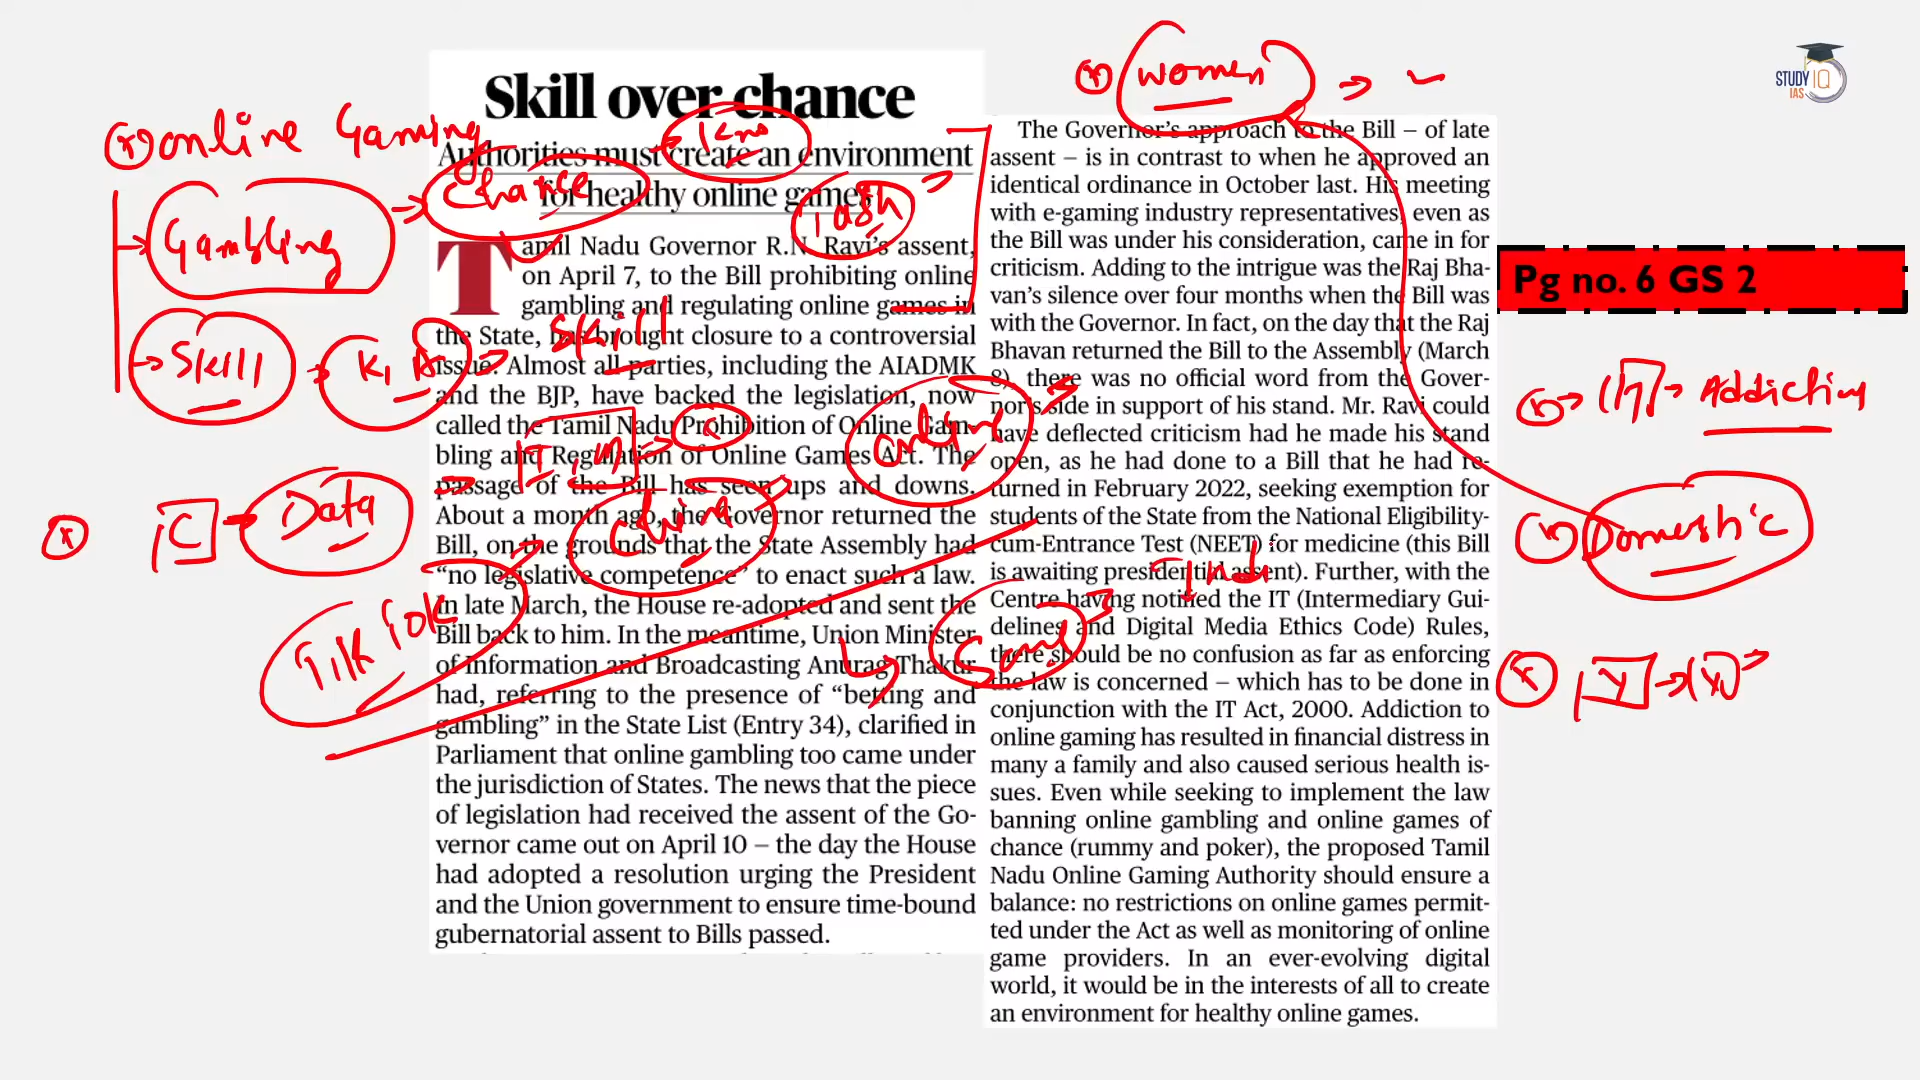 Skill over chance
Authorities must create an environment
for healthy online games
Tamil Nadu Governor R.N. Ravi's assent,
on April 7, to the Bill prohibiting online
gambling and regulating online games in
the State, has brought closure to a controversial
issue. Almost all parties, including the AIADMK
and the BJP, have backed the legislation, now
called the Tamil Nadu Prohibition of Online Gam-
bling and Regulation of Online Games Act. The
passage of the Bill has seen ups and downs.
About a month ago, the Governor returned the
Bill, on the grounds that the State Assembly had
“no legislative competence” to enact such a law.
In late March, the House re-adopted and sent the
Bill back to him. In the meantime, Union Minister
of Information and Broadcasting Anurag Thakur
had, referring to the presence of “betting and
gambling” in the State List (Entry 34), clarified in
Parliament that online gambling too came under
the jurisdiction of States. The news that the piece
of legislation had received the assent of the Go-
vernor came out on April 10 – the day the House
had adopted a resolution urging the President
and the Union government to ensure time-bound
gubernatorial assent to Bills passed.
The Governor's approach to the Bill – of late
assent – is in contrast to when he approved an
identical ordinance in October last. His meeting
with e-gaming industry representatives, even as
the Bill was under his consideration, came in for
criticism. Adding to the intrigue was the Raj Bha-
van's silence over four months when the Bill was
with the Governor. In fact, on the day that the Raj
Bhavan returned the Bill to the Assembly (March
8), there was no official word from the Gover-
nor's side in support of his stand. Mr. Ravi could
have deflected criticism had he made his stand
open, as he had done to a Bill that he had re-
turned in February 2022, seeking exemption for
students of the State from the National Eligibility-
cum-Entrance Test (NEET) for medicine (this Bill
is awaiting presidential assent). Further, with the
Centre having notified the IT (Intermediary Gui-
delines and Digital Media Ethics Code) Rules,
there should be no confusion as far as enforcing
the law is concerned – which has to be done in
conjunction with the IT Act, 2000. Addiction to
online gaming has resulted in financial distress in
many a family and also caused serious health is-
sues. Even while seeking to implement the law
banning online gambling and online games of
chance (rummy and poker), the proposed Tamil
Nadu Online Gaming Authority should ensure a
balance: no restrictions on online games permit-
ted under the Act as well as monitoring of online
game providers. In an ever-evolving digital
world, it would be in the interests of all to create
an environment for healthy online games.
STUDY IQ
IAS
Pg no. 6 GS 2
online Gaming
Gambling
Chance
Skill
K, A
Skill
C
Data
China
Tiktok
online
Game
women
Domestic